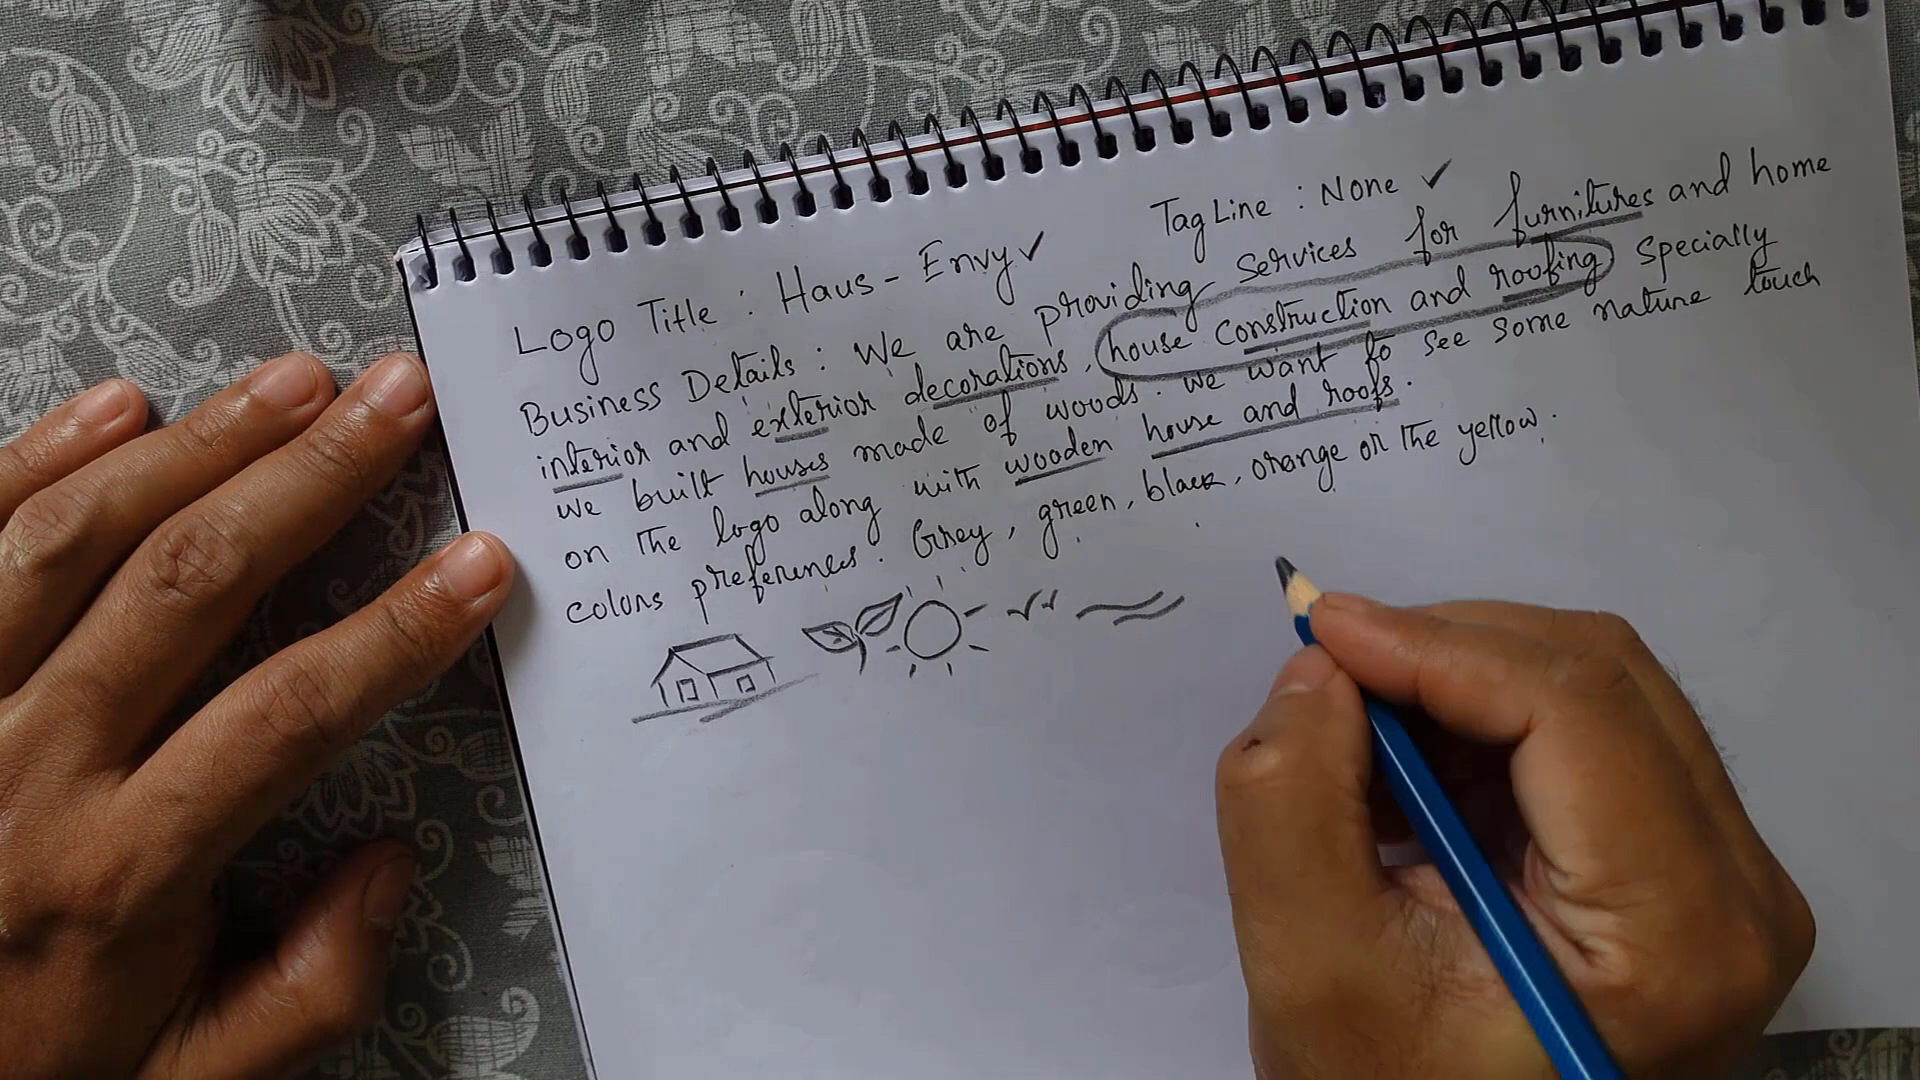 Logo Title : Haus - Envy ✓ Tag Line : None ✓
Business Details : We are providing services for furnitures and home
interior and exterior decorations, house construction and roofing specially
we built houses made of woods. we want to see some nature touch
on the logo along with wooden house and roofs.
colors preferences : Grey, green, black, orange or the yellow.